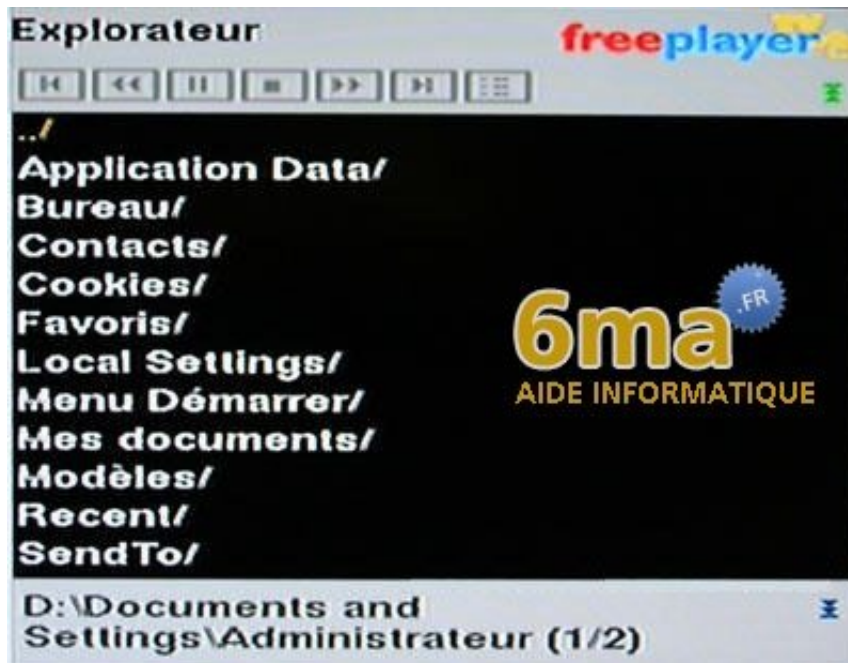 Explorateur
freeplayer
../
Application Data/
Bureau/
Contacts/
Cookies/
Favoris/
Local Settings/
Menu Démarrer/
Mes documents/
Modèles/
Recent/
SendTo/
6ma
.FR
AIDE INFORMATIQUE
D:\Documents and
Settings\Administrateur (1/2)